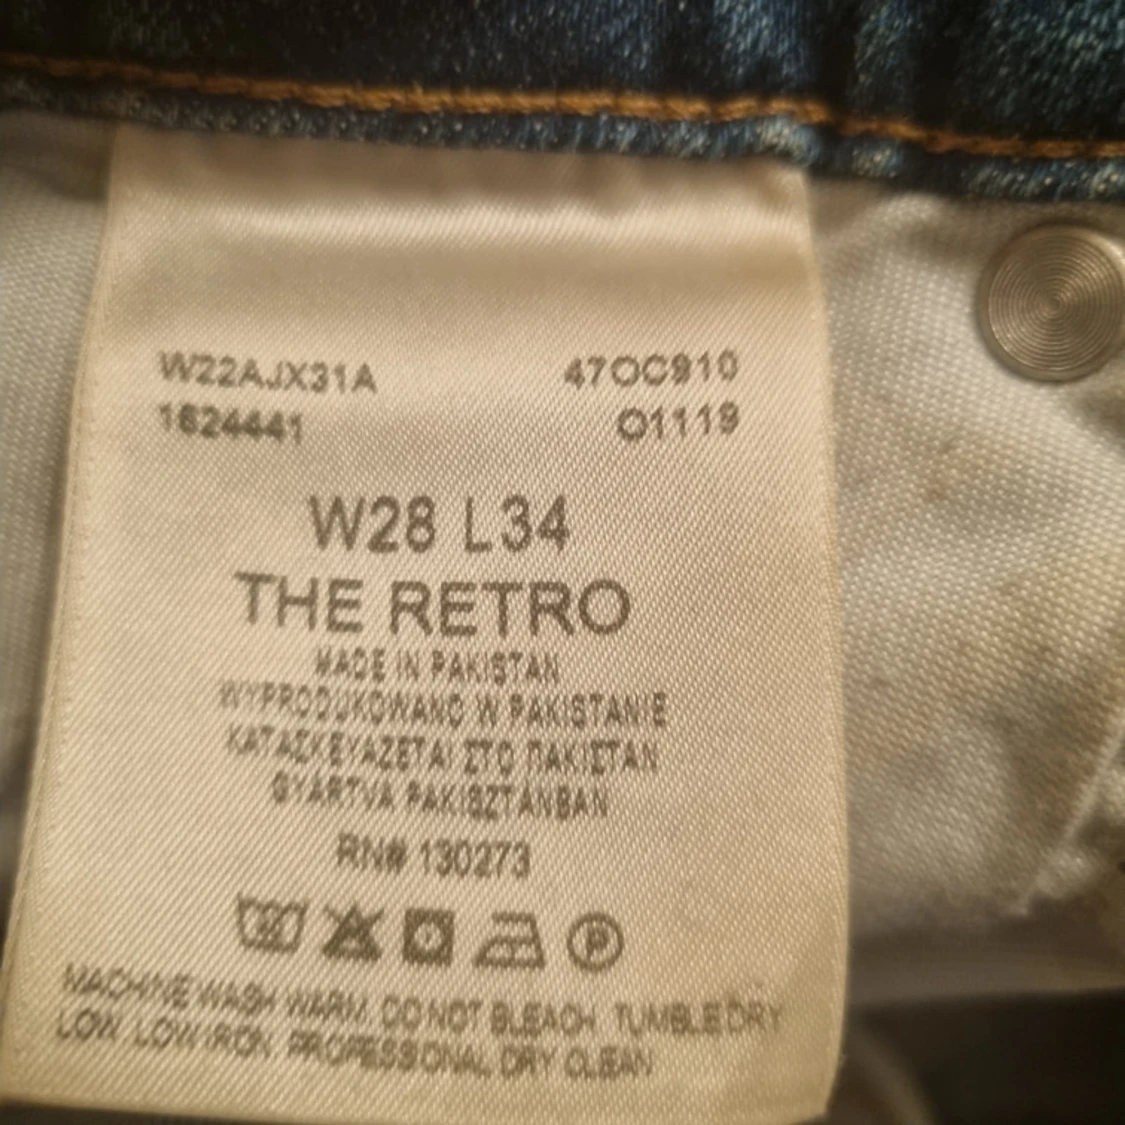 W22AJX31A 47OC910
1624441 O1119
W28 L34
THE RETRO
MADE IN PAKISTAN
WYPRODUKOWANO W PAKISTANIE
ΚΑΤΑΣΚΕΥΑΖΕΤΑΙ ΣΤΟ ΠΑΚΙΣΤΑΝ
GYÁRTVA PAKISZTÁNBAN
RN# 130273
P
MACHINE WASH WARM. DO NOT BLEACH. TUMBLE DRY
LOW. LOW IRON. PROFESSIONAL DRY CLEAN